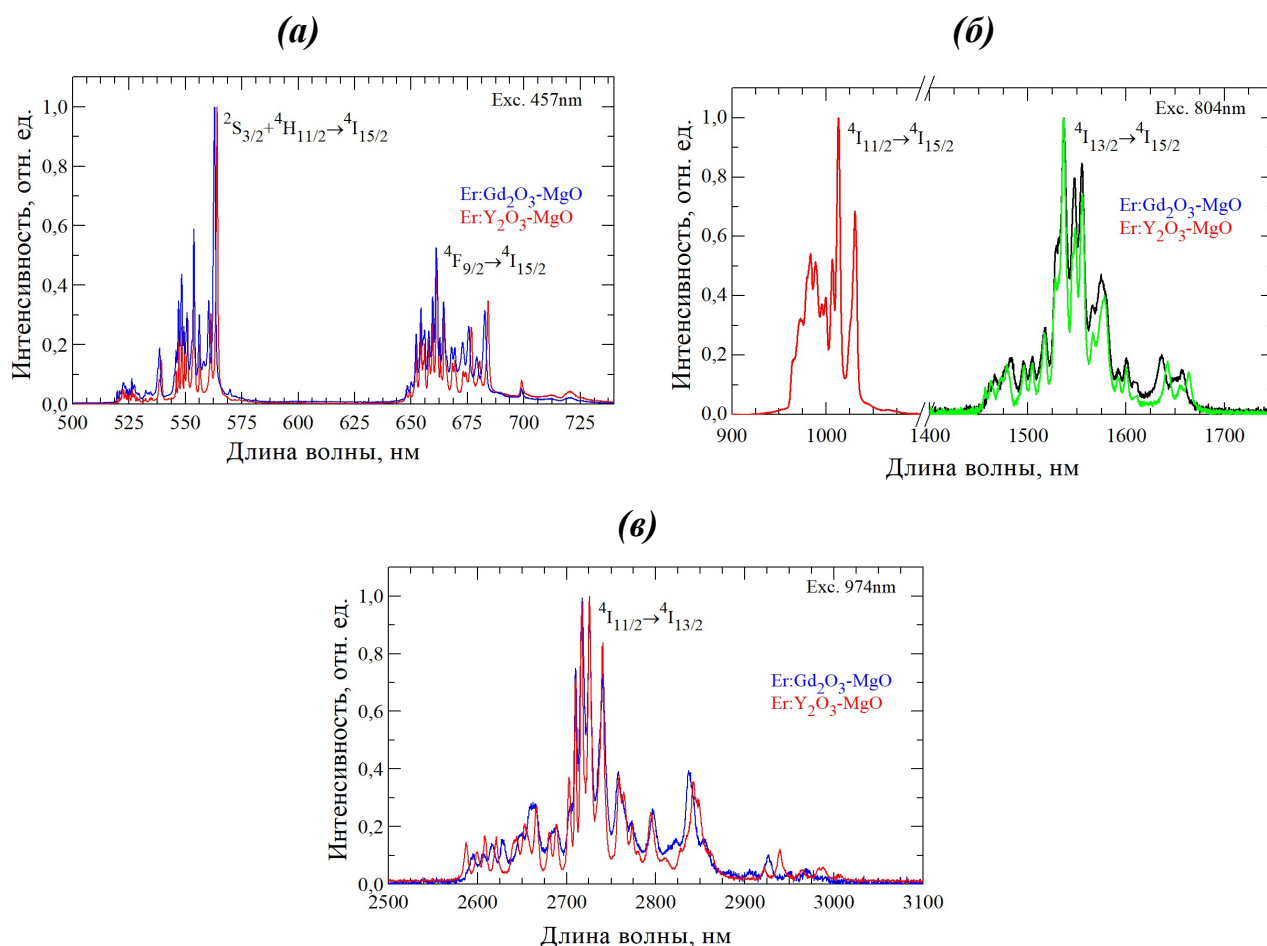 (а)
Exc. 457nm
²S₃/₂+⁴H₁₁/₂→⁴I₁₅/₂
Er:Gd₂O₃-MgO
Er:Y₂O₃-MgO
⁴F₉/₂→⁴I₁₅/₂
Интенсивность, отн. ед.
1,0
0,8
0,6
0,4
0,2
0,0
500 525 550 575 600 625 650 675 700 725
Длина волны, нм
(б)
Exc. 804nm
⁴I₁₁/₂→⁴I₁₅/₂
⁴I₁₃/₂→⁴I₁₅/₂
Er:Gd₂O₃-MgO
Er:Y₂O₃-MgO
Интенсивность, отн. ед.
1,0
0,8
0,6
0,4
0,2
0,0
900 1000 1400 1500 1600 1700
Длина волны, нм
Длина волны, нм
(в)
Exc. 974nm
⁴I₁₁/₂→⁴I₁₃/₂
Er:Gd₂O₃-MgO
Er:Y₂O₃-MgO
Интенсивность, отн. ед.
1,0
0,8
0,6
0,4
0,2
0,0
2500 2600 2700 2800 2900 3000 3100
Длина волны, нм